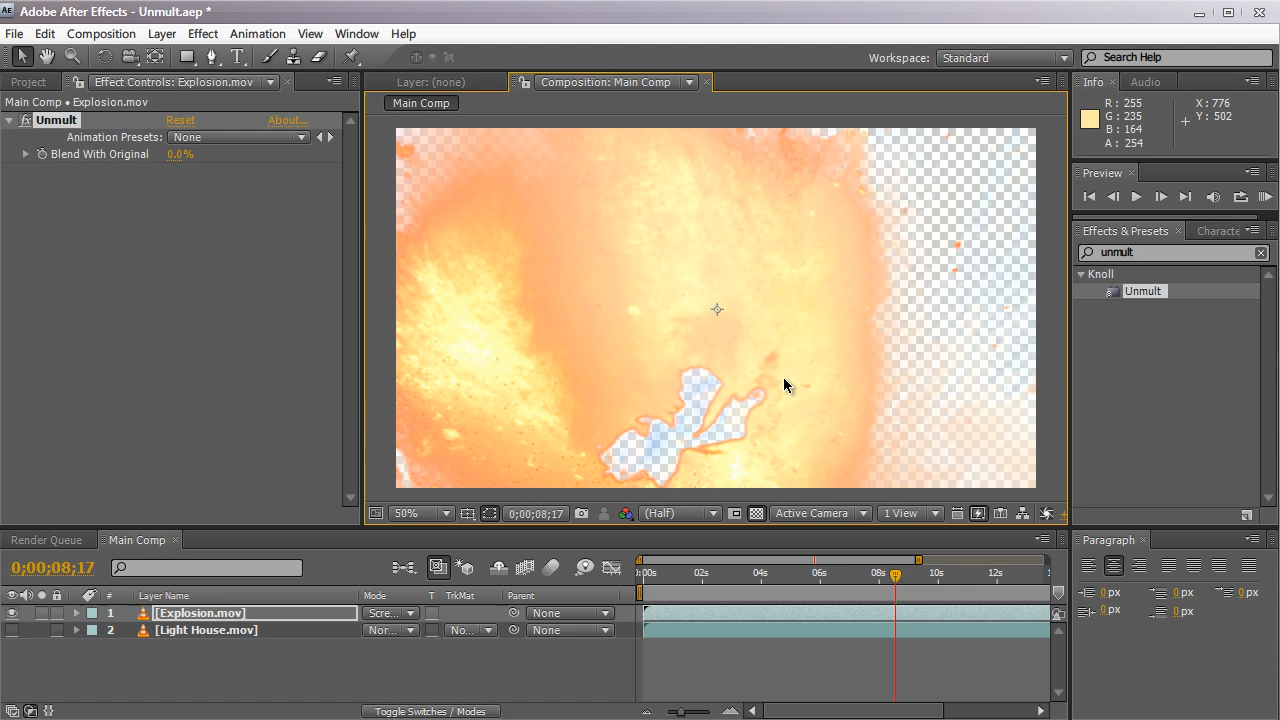 Ae Adobe After Effects - Unmult.aep *
File Edit Composition Layer Effect Animation View Window Help
Workspace: Standard Search Help
Project Effect Controls: Explosion.mov Layer: (none) Composition: Main Comp Info Audio
Main Comp • Explosion.mov
Main Comp
fx Unmult Reset About...
Animation Presets: None
Blend With Original 0.0%
R: 255 X: 776
G: 235 Y: 502
B: 164
A: 254
Preview
Effects & Presets Characte
unmult
Knoll
Unmult
50% 0;00;08;17 (Half) Active Camera 1 View
Render Queue Main Comp Paragraph
0;00;08;17
0:00s 02s 04s 06s 08s 10s 12s
# Layer Name Mode T TrkMat Parent
1 [Explosion.mov] Scre... None
2 [Light House.mov] Nor... No... None
0 px 0 px 0 px
0 px 0 px
Toggle Switches / Modes